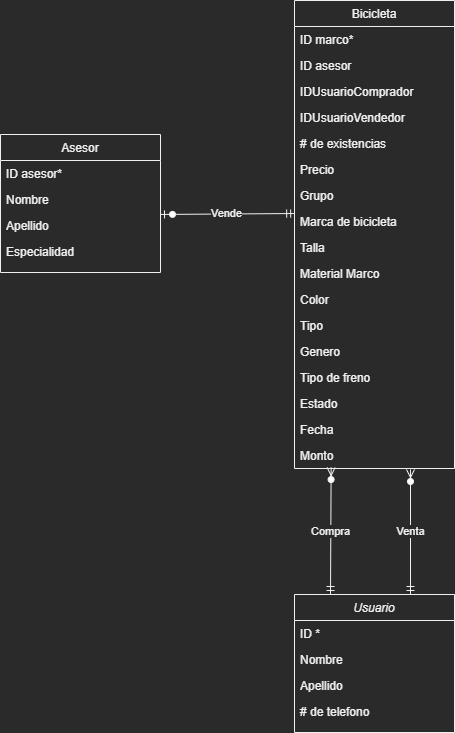 Bicicleta
ID marco*
ID asesor
IDUsuarioComprador
IDUsuarioVendedor
# de existencias
Precio
Grupo
Marca de bicicleta
Talla
Material Marco
Color
Tipo
Genero
Tipo de freno
Estado
Fecha
Monto
Asesor
ID asesor*
Nombre
Apellido
Especialidad
Vende
Compra
Venta
Usuario
ID *
Nombre
Apellido
# de telefono